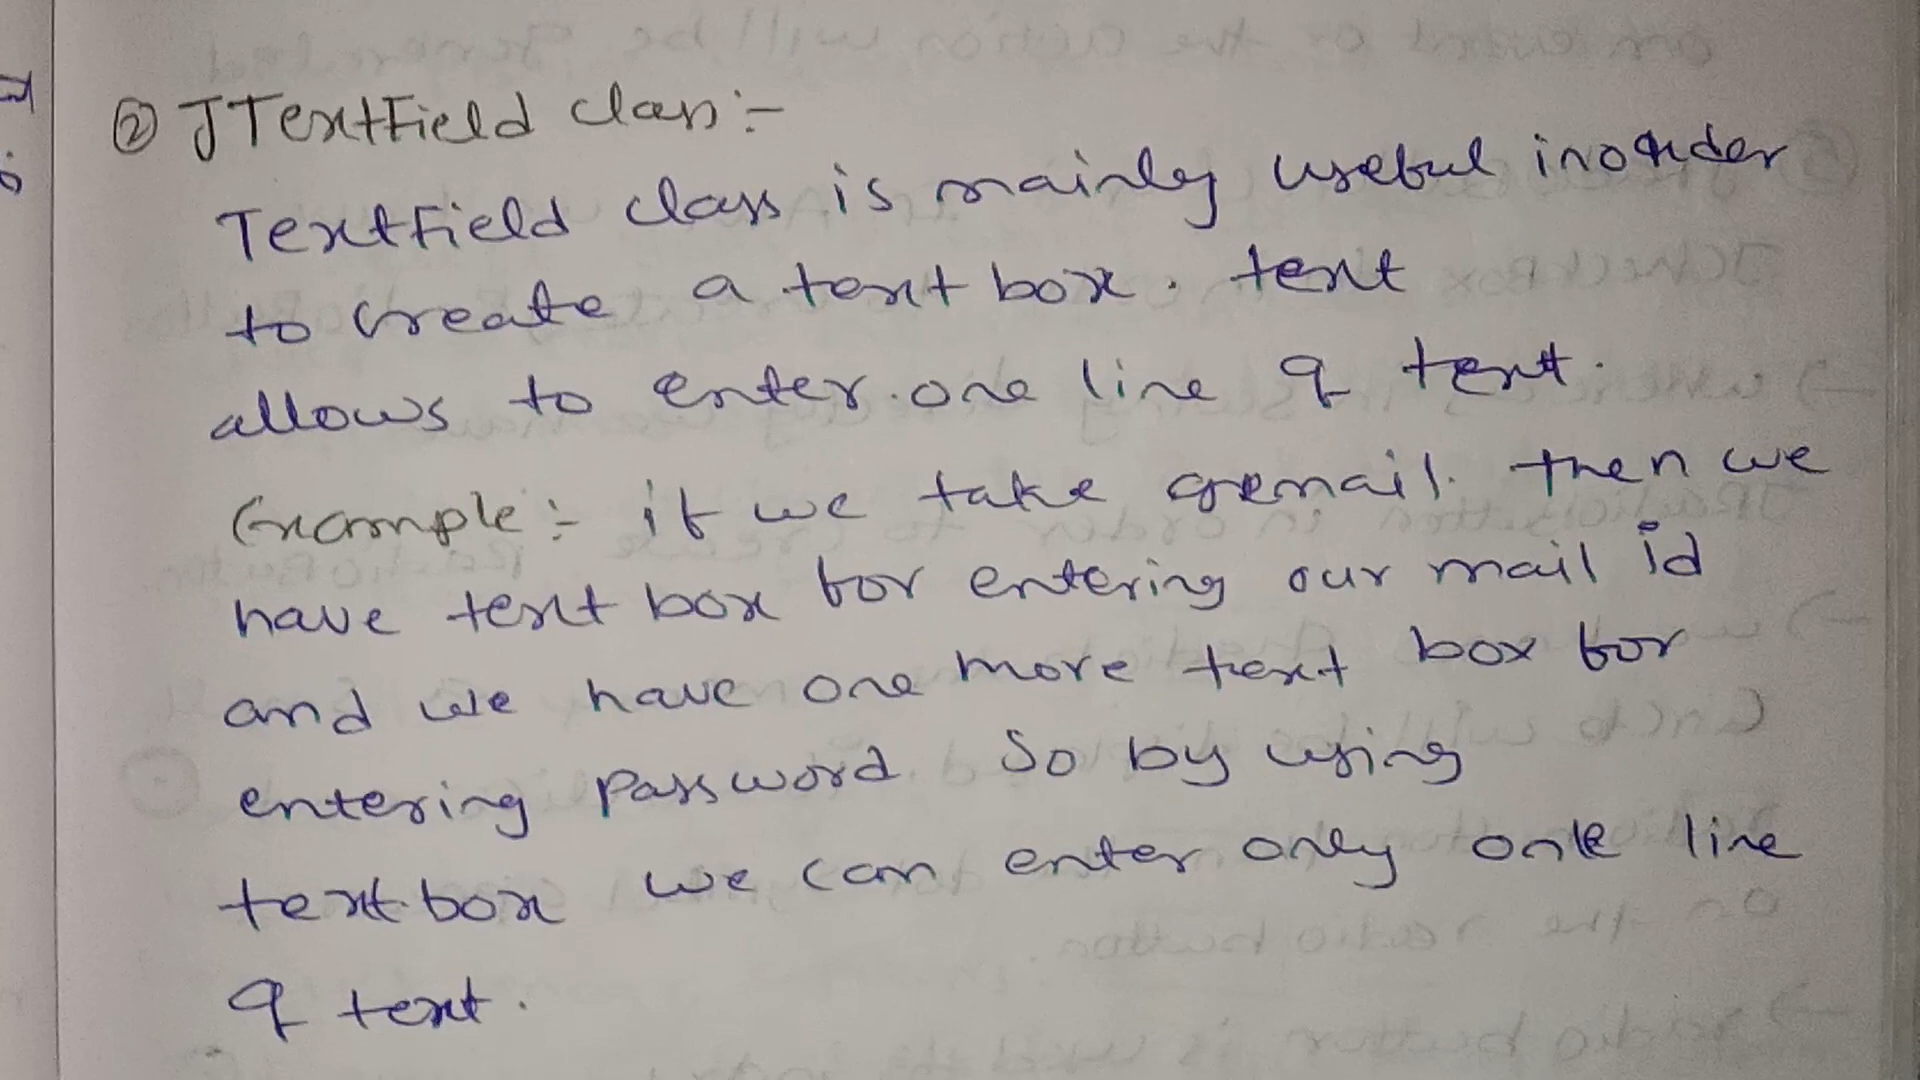 ② JTextField class:-
TextField class is mainly useful inorder
to create a text box. text
allows to enter one line of text.
Example:- if we take gemail. then we
have text box for entering our mail id
and we have one more text box for
entering password. So by using
text box we can enter only one line
of text.